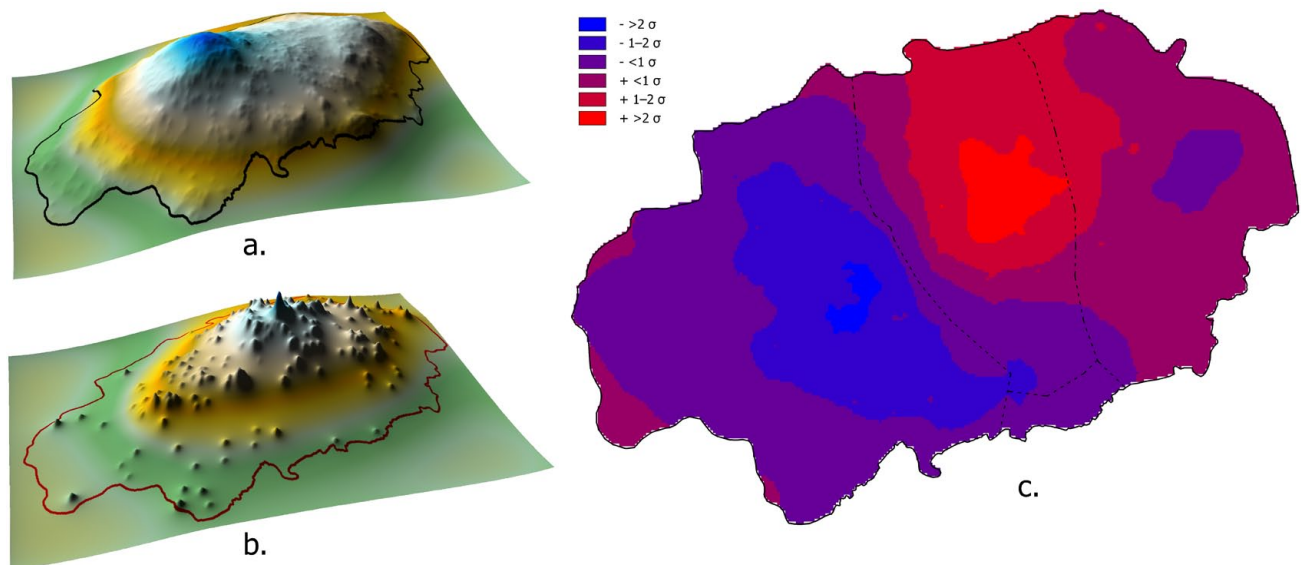 a.
b.
- >2 σ
- 1–2 σ
- <1 σ
+ <1 σ
+ 1–2 σ
+ >2 σ
c.